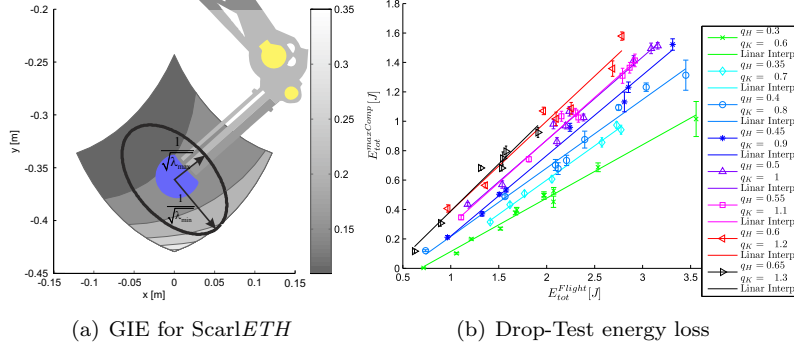 -0.2
-0.25
-0.3
-0.35
-0.4
-0.45
y [m]
-0.15 -0.1 -0.05 0 0.05 0.1 0.15
x [m]
1
√λmax
1
√λmin
0.35
0.3
0.25
0.2
0.15
(a) GIE for ScarlETH
1.8
1.6
1.4
1.2
1
0.8
0.6
0.4
0.2
0
E_tot^maxComp [J]
0.5 1 1.5 2 2.5 3 3.5
E_tot^Flight [J]
q_H = 0.3
q_K = 0.6
Linar Interp
q_H = 0.35
q_K = 0.7
Linar Interp
q_H = 0.4
q_K = 0.8
Linar Interp
q_H = 0.45
q_K = 0.9
Linar Interp
q_H = 0.5
q_K = 1
Linar Interp
q_H = 0.55
q_K = 1.1
Linar Interp
q_H = 0.6
q_K = 1.2
Linar Interp
q_H = 0.65
q_K = 1.3
Linar Interp
(b) Drop-Test energy loss